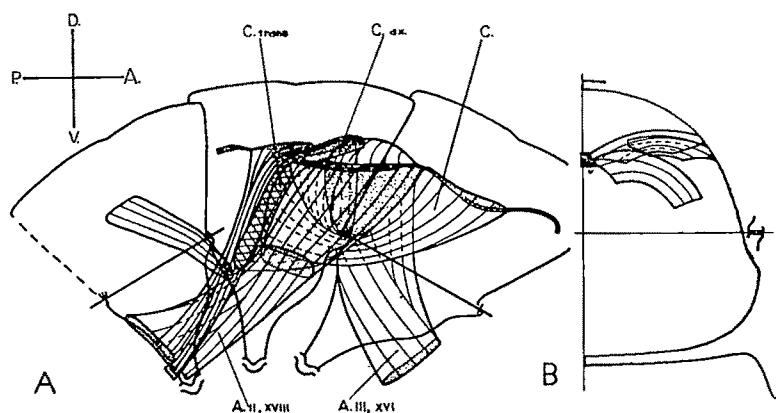 D.
P. A.
V.
C. trans C. ax. C.
A B
A. II, XVIII A. III, XVI